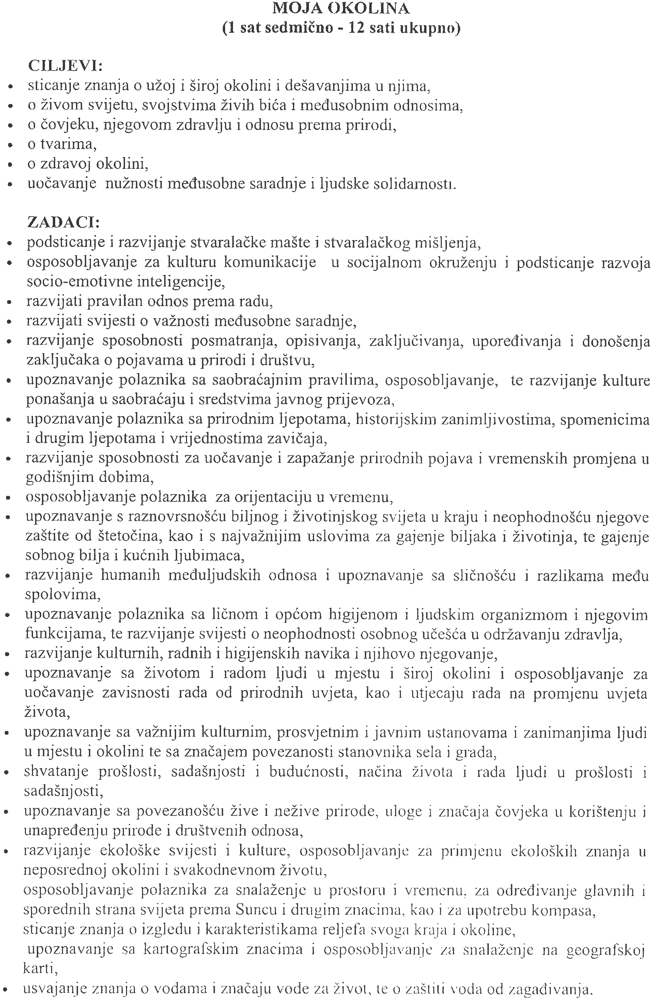 MOJA OKOLINA
(1 sat sedmično - 12 sati ukupno)
CILJEVI:
• sticanje znanja o užoj i široj okolini i dešavanjima u njima,
• o živom svijetu, svojstvima živih bića i međusobnim odnosima,
• o čovjeku, njegovom zdravlju i odnosu prema prirodi,
• o tvarima,
• o zdravoj okolini,
• uočavanje nužnosti međusobne saradnje i ljudske solidarnosti.
ZADACI:
• podsticanje i razvijanje stvaralačke mašte i stvaralačkog mišljenja,
• osposobljavanje za kulturu komunikacije u socijalnom okruženju i podsticanje razvoja
socio-emotivne inteligencije,
• razvijati pravilan odnos prema radu,
• razvijati svijesti o važnosti međusobne saradnje,
• razvijanje sposobnosti posmatranja, opisivanja, zaključivanja, upoređivanja i donošenja
zaključaka o pojavama u prirodi i društvu,
• upoznavanje polaznika sa saobraćajnim pravilima, osposobljavanje, te razvijanje kulture
ponašanja u saobraćaju i sredstvima javnog prijevoza,
• upoznavanje polaznika sa prirodnim ljepotama, historijskim zanimljivostima, spomenicima
i drugim ljepotama i vrijednostima zavičaja,
• razvijanje sposobnosti za uočavanje i zapažanje prirodnih pojava i vremenskih promjena u
godišnjim dobima,
• osposobljavanje polaznika za orijentaciju u vremenu,
• upoznavanje s raznovrsnošću biljnog i životinjskog svijeta u kraju i neophodnošću njegove
zaštite od štetočina, kao i s najvažnijim uslovima za gajenje biljaka i životinja, te gajenje
sobnog bilja i kućnih ljubimaca,
• razvijanje humanih međuljudskih odnosa i upoznavanje sa sličnošću i razlikama među
spolovima,
• upoznavanje polaznika sa ličnom i općom higijenom i ljudskim organizmom i njegovim
funkcijama, te razvijanje svijesti o neophodnosti osobnog učešća u održavanju zdravlja,
• razvijanje kulturnih, radnih i higijenskih navika i njihovo njegovanje,
• upoznavanje sa životom i radom ljudi u mjestu i široj okolini i osposobljavanje za
uočavanje zavisnosti rada od prirodnih uvjeta, kao i utjecaju rada na promjenu uvjeta
života,
• upoznavanje sa važnijim kulturnim, prosvjetnim i javnim ustanovama i zanimanjima ljudi
u mjestu i okolini te sa značajem povezanosti stanovnika sela i grada,
• shvatanje prošlosti, sadašnjosti i budućnosti, načina života i rada ljudi u prošlosti i
sadašnjosti,
• upoznavanje sa povezanošću žive i nežive prirode, uloge i značaja čovjeka u korištenju i
unapređenju prirode i društvenih odnosa,
• razvijanje ekološke svijesti i kulture, osposobljavanje za primjenu ekoloških znanja u
neposrednoj okolini i svakodnevnom životu,
osposobljavanje polaznika za snalaženje u prostoru i vremenu, za određivanje glavnih i
sporednih strana svijeta prema Suncu i drugim znacima, kao i za upotrebu kompasa,
sticanje znanja o izgledu i karakteristikama reljefa svoga kraja i okoline,
upoznavanje sa kartografskim znacima i osposobljavanje za snalaženje na geografskoj
karti,
• usvajanje znanja o vodama i značaju vode za život, te o zaštiti voda od zagađivanja.